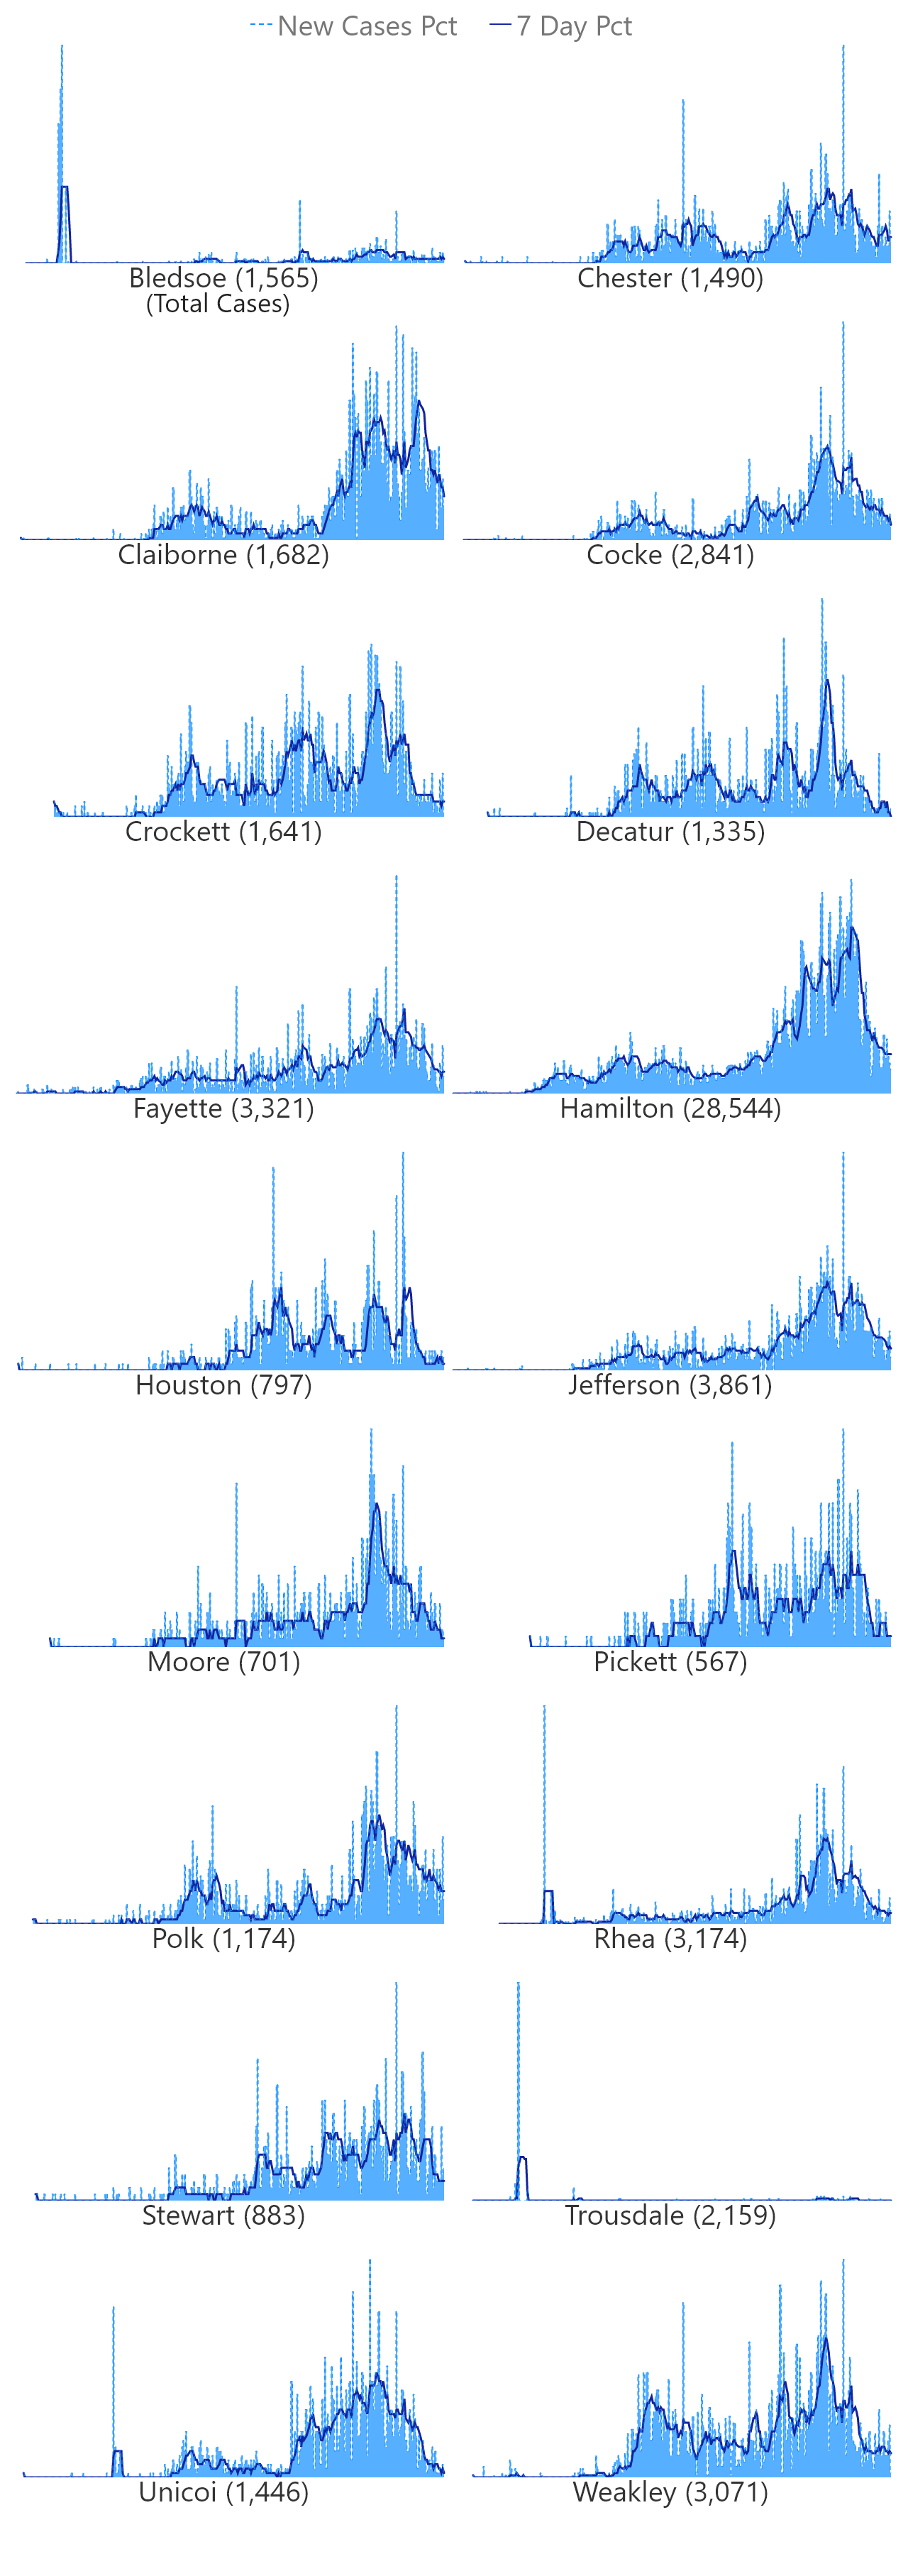 New Cases Pct 7 Day Pct
Bledsoe (1,565) Chester (1,490)
(Total Cases)
Claiborne (1,682) Cocke (2,841)
Crockett (1,641) Decatur (1,335)
Fayette (3,321) Hamilton (28,544)
Houston (797) Jefferson (3,861)
Moore (701) Pickett (567)
Polk (1,174) Rhea (3,174)
Stewart (883) Trousdale (2,159)
Unicoi (1,446) Weakley (3,071)